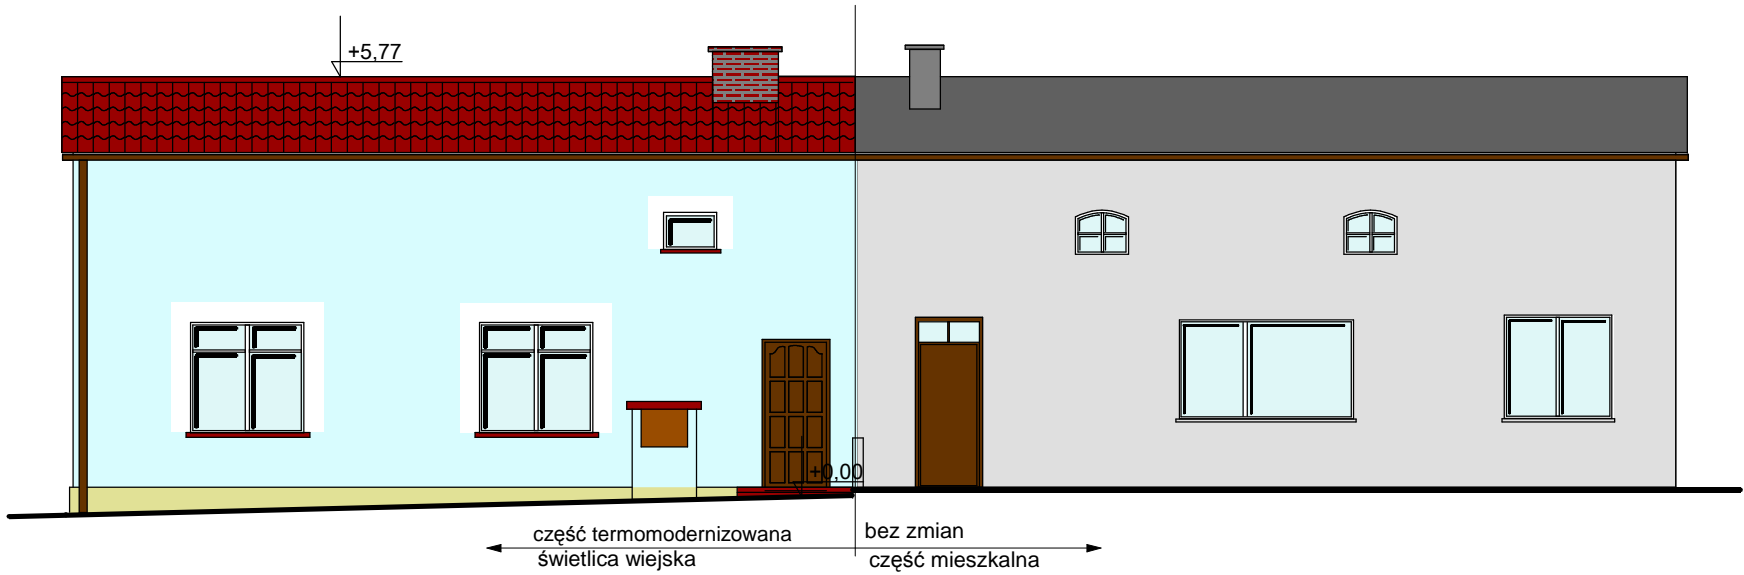 +5,77
+0,00
część termomodernizowana
świetlica wiejska
bez zmian
część mieszkalna